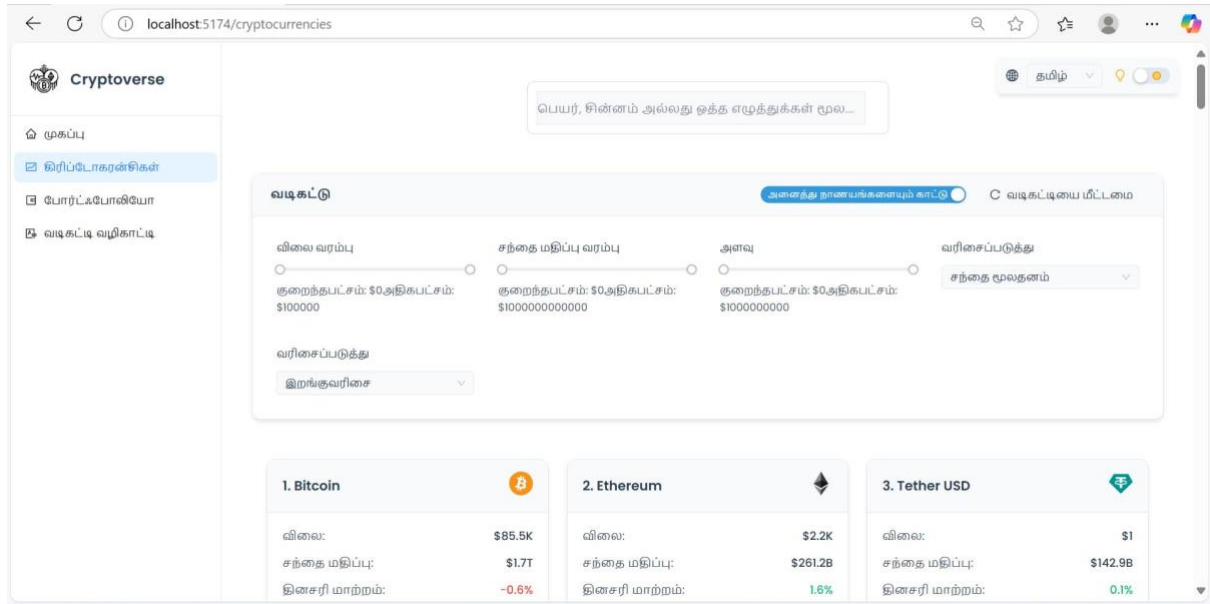 localhost:5174/cryptocurrencies
Cryptoverse
தமிழ்
பெயர், சின்னம் அல்லது ஒத்த எழுத்துக்கள் மூல...
முகப்பு
கிரிப்டோகரன்சிகள்
போர்ட்ஃபோலியோ
வடிகட்டி வழிகாட்டி
வடிகட்டு
அனைத்து நாணயங்களையும் காட்டு
வடிகட்டியை மீட்டமை
விலை வரம்பு
குறைந்தபட்சம்: $0அதிகபட்சம்:
$100000
சந்தை மதிப்பு வரம்பு
குறைந்தபட்சம்: $0அதிகபட்சம்:
$1000000000000
அளவு
குறைந்தபட்சம்: $0அதிகபட்சம்:
$1000000000
வரிசைப்படுத்து
சந்தை மூலதனம்
வரிசைப்படுத்து
இறங்குவரிசை
1. Bitcoin
விலை: $85.5K
சந்தை மதிப்பு: $1.7T
தினசரி மாற்றம்: -0.6%
2. Ethereum
விலை: $2.2K
சந்தை மதிப்பு: $261.2B
தினசரி மாற்றம்: 1.6%
3. Tether USD
விலை: $1
சந்தை மதிப்பு: $142.9B
தினசரி மாற்றம்: 0.1%